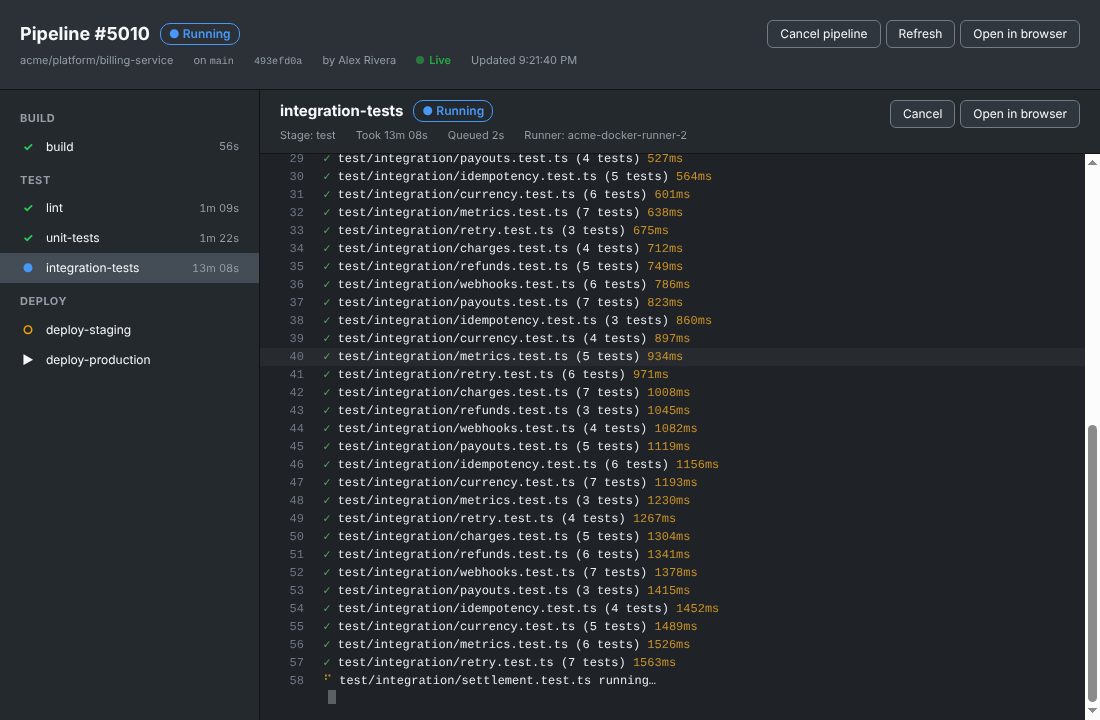 Pipeline #5010 Running
Cancel pipeline Refresh Open in browser
acme/platform/billing-service on main 493efd0a by Alex Rivera Live Updated 9:21:40 PM
BUILD
build 56s
TEST
lint 1m 09s
unit-tests 1m 22s
integration-tests 13m 08s
DEPLOY
deploy-staging
deploy-production
integration-tests Running
Cancel Open in browser
Stage: test Took 13m 08s Queued 2s Runner: acme-docker-runner-2
29 ✓ test/integration/payouts.test.ts (4 tests) 527ms
30 ✓ test/integration/idempotency.test.ts (5 tests) 564ms
31 ✓ test/integration/currency.test.ts (6 tests) 601ms
32 ✓ test/integration/metrics.test.ts (7 tests) 638ms
33 ✓ test/integration/retry.test.ts (3 tests) 675ms
34 ✓ test/integration/charges.test.ts (4 tests) 712ms
35 ✓ test/integration/refunds.test.ts (5 tests) 749ms
36 ✓ test/integration/webhooks.test.ts (6 tests) 786ms
37 ✓ test/integration/payouts.test.ts (7 tests) 823ms
38 ✓ test/integration/idempotency.test.ts (3 tests) 860ms
39 ✓ test/integration/currency.test.ts (4 tests) 897ms
40 ✓ test/integration/metrics.test.ts (5 tests) 934ms
41 ✓ test/integration/retry.test.ts (6 tests) 971ms
42 ✓ test/integration/charges.test.ts (7 tests) 1008ms
43 ✓ test/integration/refunds.test.ts (3 tests) 1045ms
44 ✓ test/integration/webhooks.test.ts (4 tests) 1082ms
45 ✓ test/integration/payouts.test.ts (5 tests) 1119ms
46 ✓ test/integration/idempotency.test.ts (6 tests) 1156ms
47 ✓ test/integration/currency.test.ts (7 tests) 1193ms
48 ✓ test/integration/metrics.test.ts (3 tests) 1230ms
49 ✓ test/integration/retry.test.ts (4 tests) 1267ms
50 ✓ test/integration/charges.test.ts (5 tests) 1304ms
51 ✓ test/integration/refunds.test.ts (6 tests) 1341ms
52 ✓ test/integration/webhooks.test.ts (7 tests) 1378ms
53 ✓ test/integration/payouts.test.ts (3 tests) 1415ms
54 ✓ test/integration/idempotency.test.ts (4 tests) 1452ms
55 ✓ test/integration/currency.test.ts (5 tests) 1489ms
56 ✓ test/integration/metrics.test.ts (6 tests) 1526ms
57 ✓ test/integration/retry.test.ts (7 tests) 1563ms
58 test/integration/settlement.test.ts running…